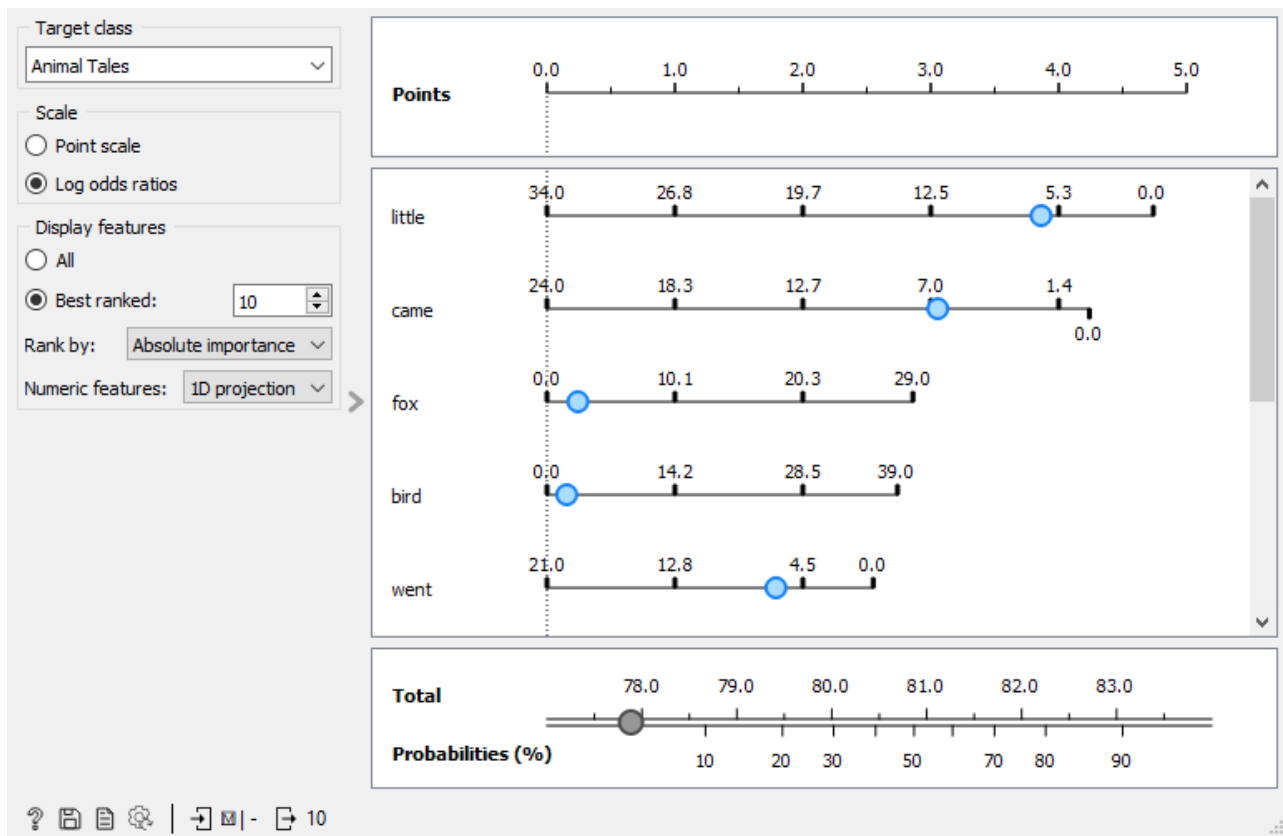 Target class
Animal Tales
Scale
Point scale
Log odds ratios
Display features
All
Best ranked: 10
Rank by: Absolute importance
Numeric features: 1D projection
Points 0.0 1.0 2.0 3.0 4.0 5.0
little 34.0 26.8 19.7 12.5 5.3 0.0
came 24.0 18.3 12.7 7.0 1.4 0.0
fox 0.0 10.1 20.3 29.0
bird 0.0 14.2 28.5 39.0
went 21.0 12.8 4.5 0.0
Total 78.0 79.0 80.0 81.0 82.0 83.0
Probabilities (%) 10 20 30 50 70 80 90
? | - 10